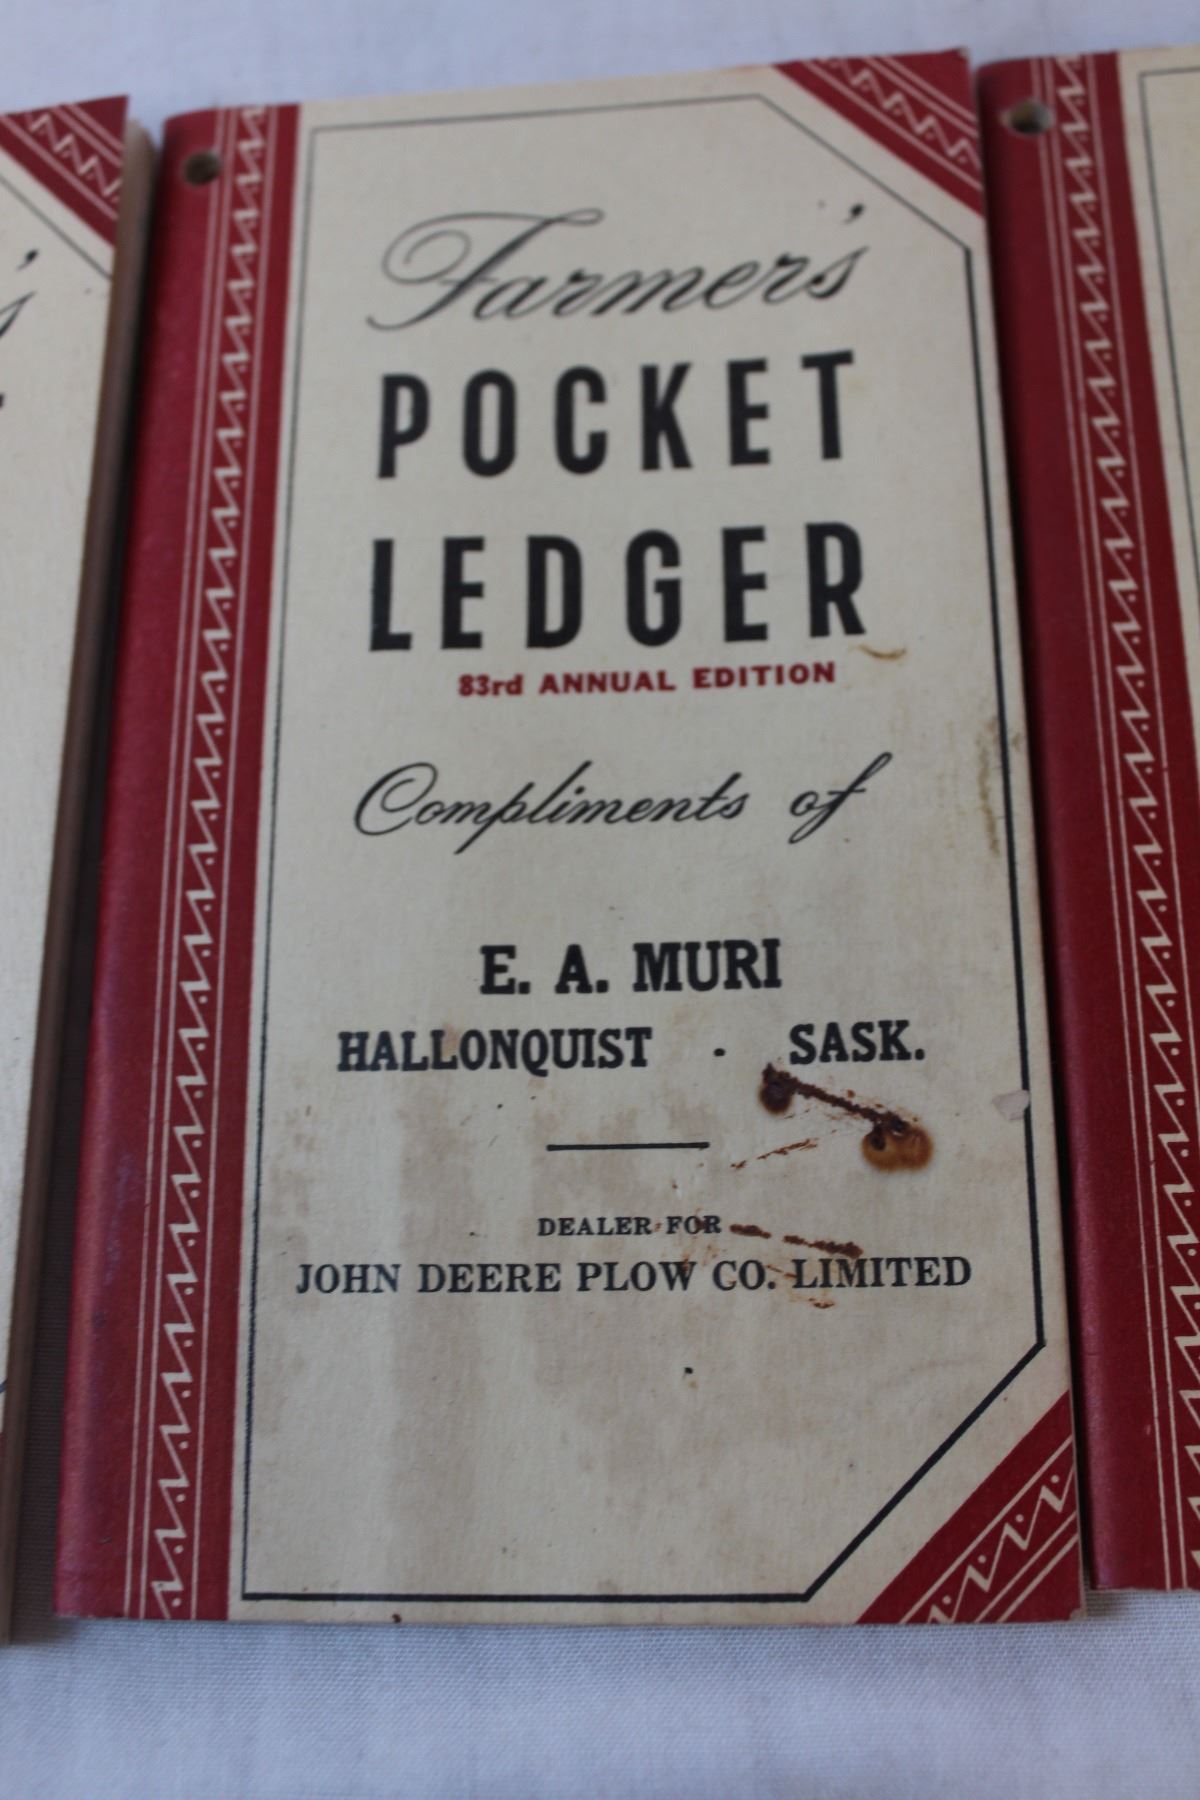 Farmer's
POCKET
LEDGER
83rd ANNUAL EDITION
Compliments of
E. A. MURI
HALLONQUIST - SASK.
DEALER FOR
JOHN DEERE PLOW CO. LIMITED